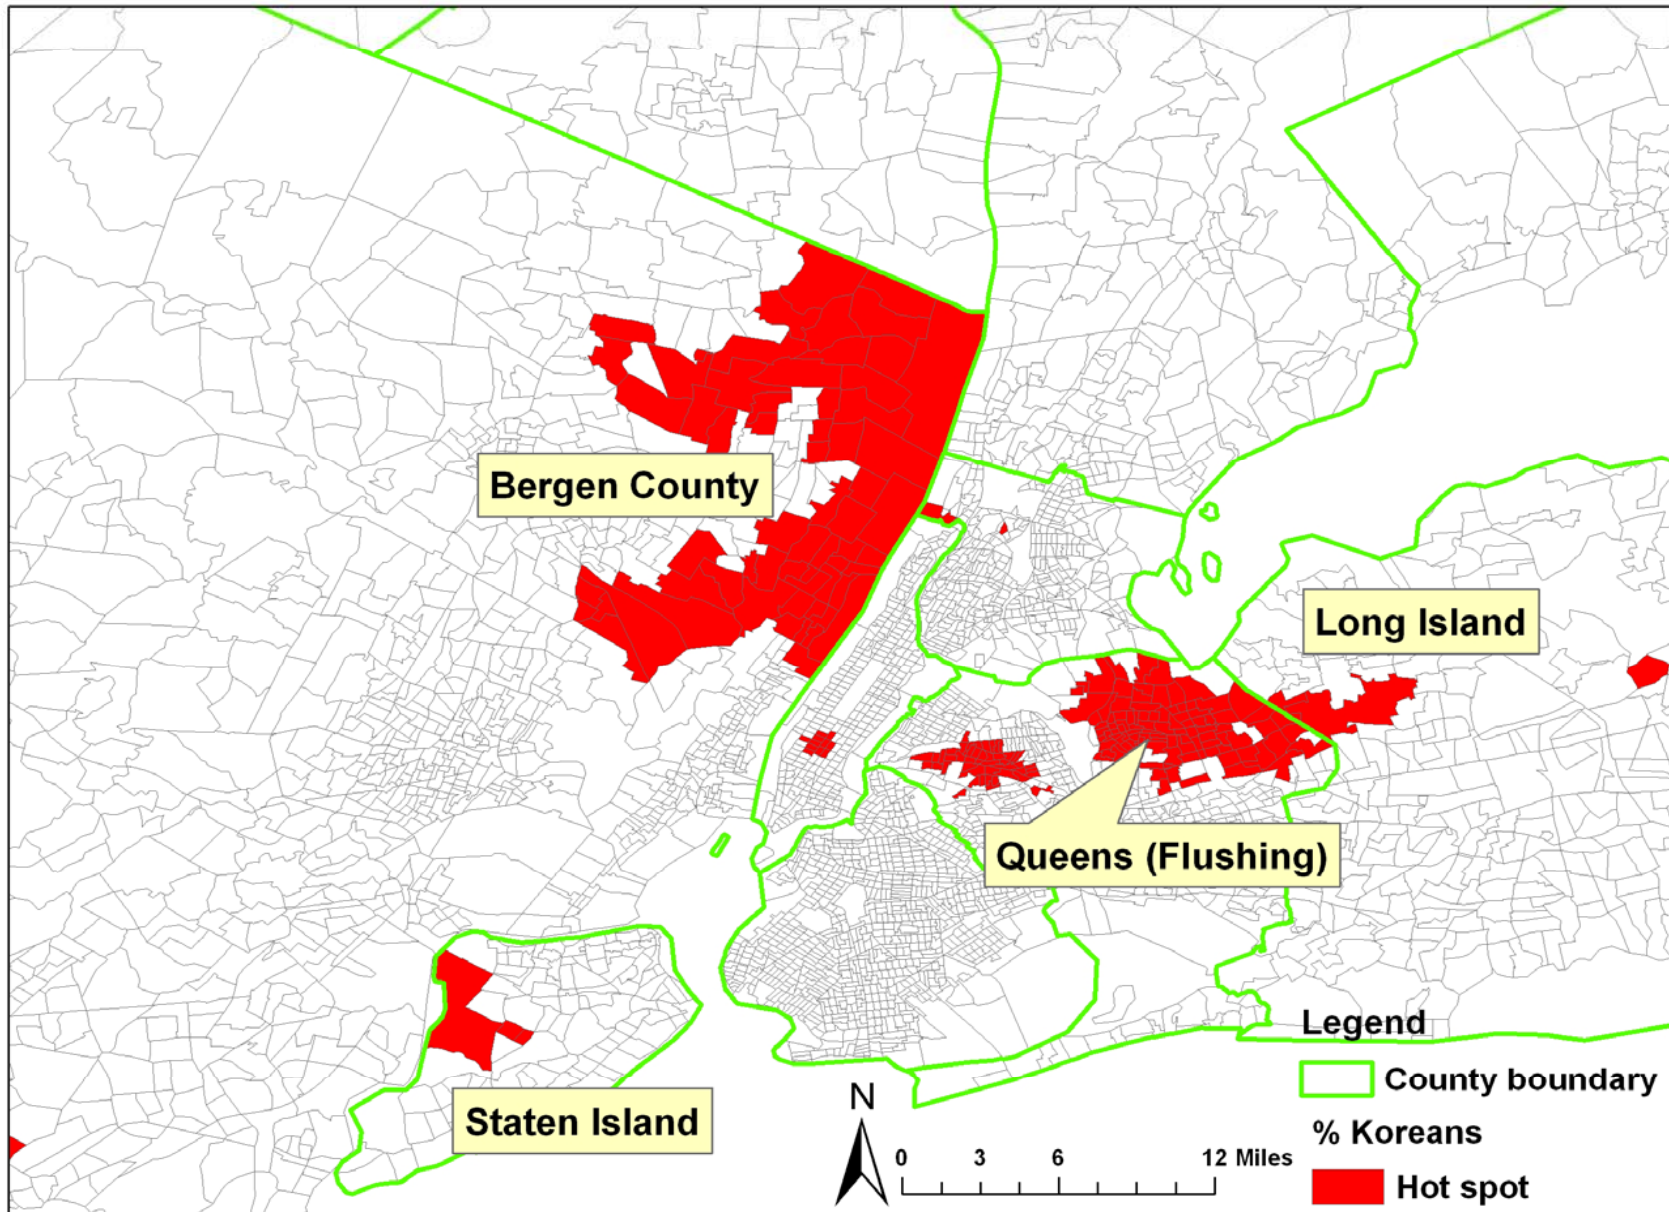 Bergen County
Long Island
Queens (Flushing)
Staten Island
Legend
County boundary
% Koreans
Hot spot
N
0 3 6 12 Miles